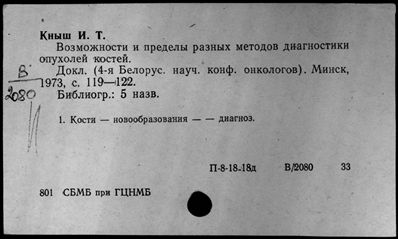 Кныш И. Т.
Возможности и пределы разных методов диагностики
опухолей костей.
Докл. (4-я Белорус. науч. конф. онкологов). Минск,
1973, с. 119—122.
Библиогр.: 5 назв.
В
2080
1. Кости — новообразования — — диагноз.
П-8-18-18д В/2080 33
801 СБМБ при ГЦНМБ